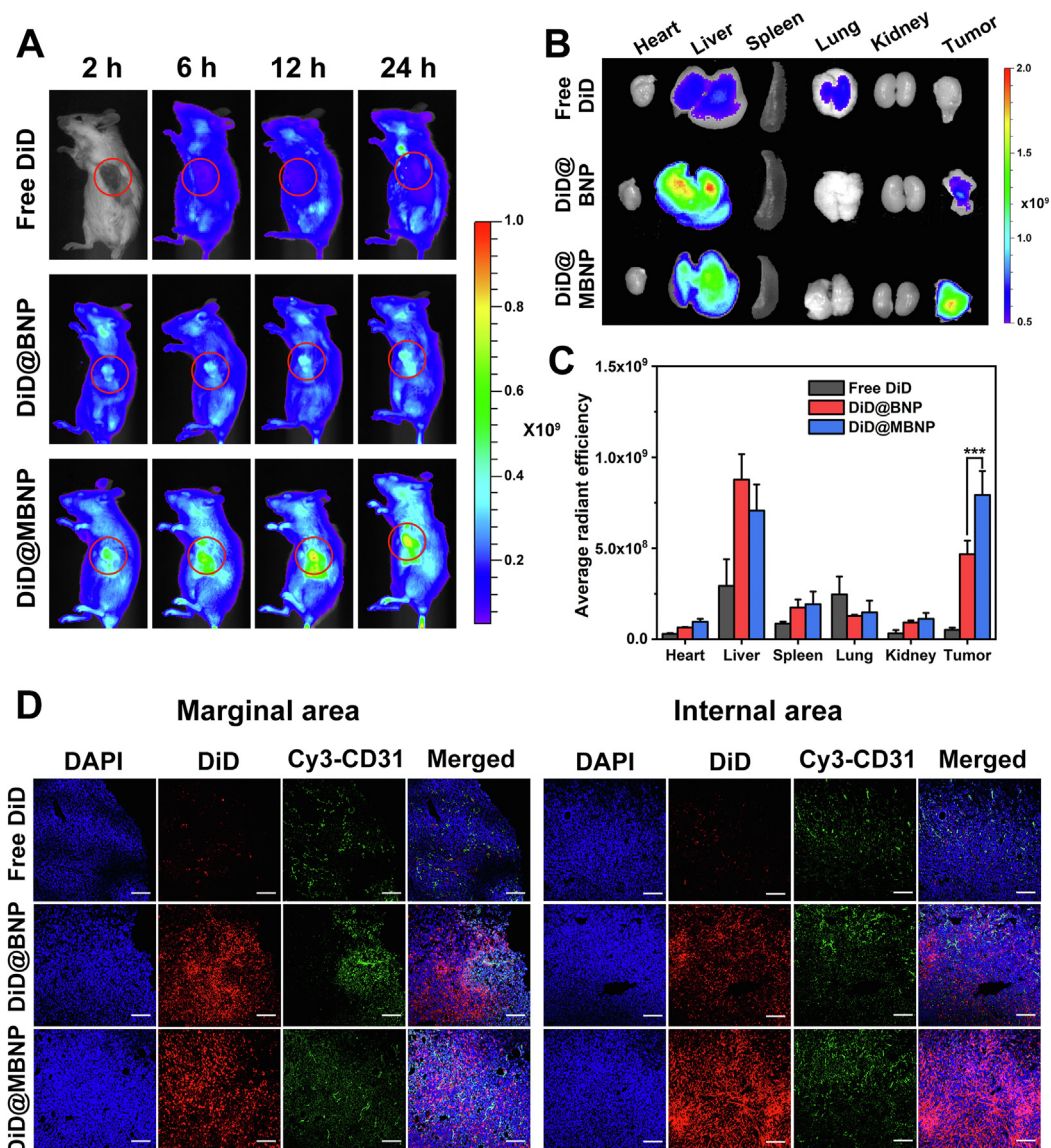 A
2 h 6 h 12 h 24 h
Free DiD
DiD@BNP
DiD@MBNP
1.0
0.8
0.6
X10⁹
0.4
0.2
B
Heart Liver Spleen Lung Kidney Tumor
Free
DiD
DiD@
BNP
DiD@
MBNP
2.0
1.5
x10⁹
1.0
0.5
C
Average radiant efficiency
1.5x10⁹
1.0x10⁹
5.0x10⁸
0.0
Free DiD
DiD@BNP
DiD@MBNP
***
Heart Liver Spleen Lung Kidney Tumor
D
Marginal area Internal area
DAPI DiD Cy3-CD31 Merged DAPI DiD Cy3-CD31 Merged
Free DiD
DiD@BNP
DiD@MBNP